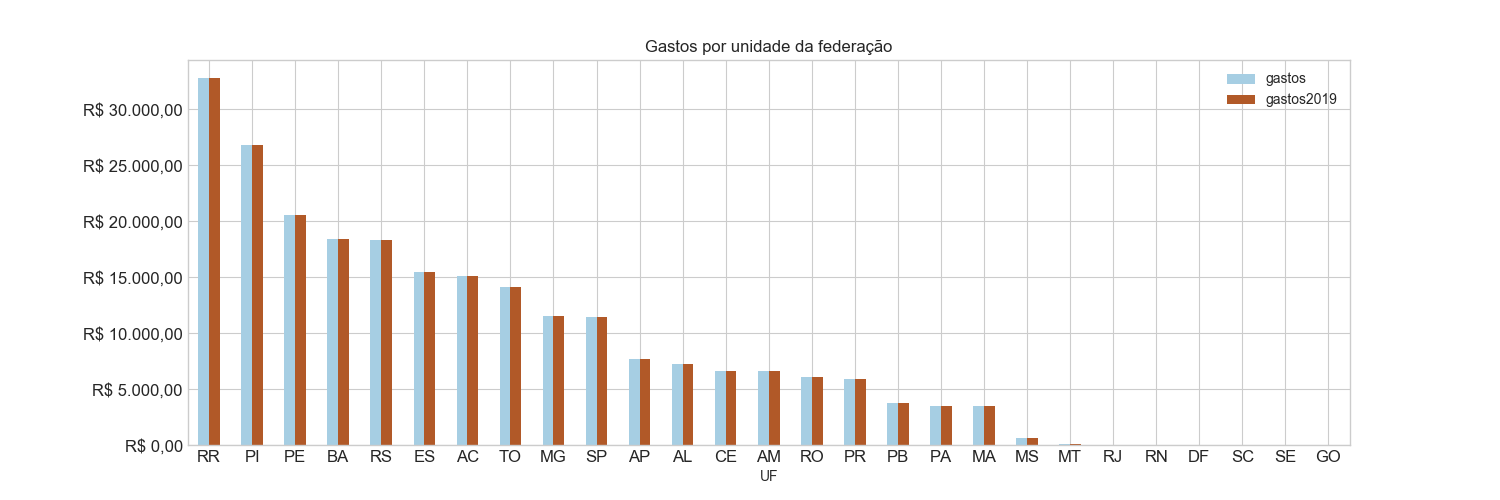 Gastos por unidade da federação
gastos
gastos2019
R$ 30.000,00
R$ 25.000,00
R$ 20.000,00
R$ 15.000,00
R$ 10.000,00
R$ 5.000,00
R$ 0,00
RR PI PE BA RS ES AC TO MG SP AP AL CE AM RO PR PB PA MA MS MT RJ RN DF SC SE GO
UF